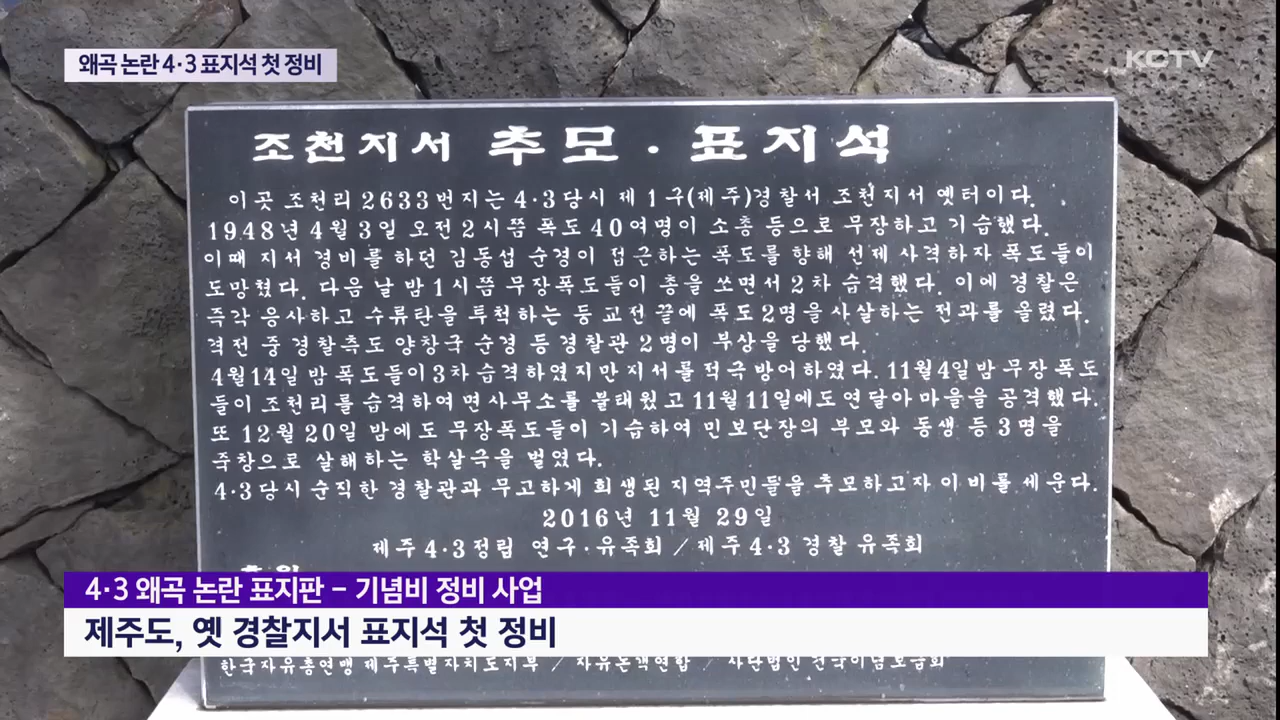 왜곡 논란 4·3 표지석 첫 정비
KCTV
조천지서 추모·표지석
이곳 조천리 2633번지는 4·3당시 제1구(제주)경찰서 조천지서 옛터이다.
1948년 4월 3일 오전 2시쯤 폭도 40여명이 소총 등으로 무장하고 기습했다.
이때 지서 경비를 하던 김동섭 순경이 접근하는 폭도를 향해 선제 사격하자 폭도들이
도망쳤다. 다음 날 밤 1시쯤 무장폭도들이 총을 쏘면서 2차 습격했다. 이에 경찰은
즉각 응사하고 수류탄을 투척하는 등 교전 끝에 폭도 2명을 사살하는 전과를 올렸다.
격전 중 경찰측도 양창국 순경 등 경찰관 2명이 부상을 당했다.
4월14일 밤 폭도들이 3차 습격하였지만 지서를 적극 방어하였다. 11월4일밤 무장폭도
들이 조천리를 습격하여 면사무소를 불태웠고 11월 11일에도 연달아 마을을 공격했다.
또 12월 20일 밤에도 무장폭도들이 기습하여 민보단장의 부모와 동생 등 3명을
죽창으로 살해하는 학살극을 벌였다.
4·3당시 순직한 경찰관과 무고하게 희생된 지역주민들을 추모하고자 이 비를 세운다.
2016년 11월 29일
제주4·3정립 연구·유족회 / 제주4·3 경찰 유족회
4·3 왜곡 논란 표지판 - 기념비 정비 사업
제주도, 옛 경찰지서 표지석 첫 정비
한국자유총연맹 제주특별자치도지부 / 자유논객연합 /